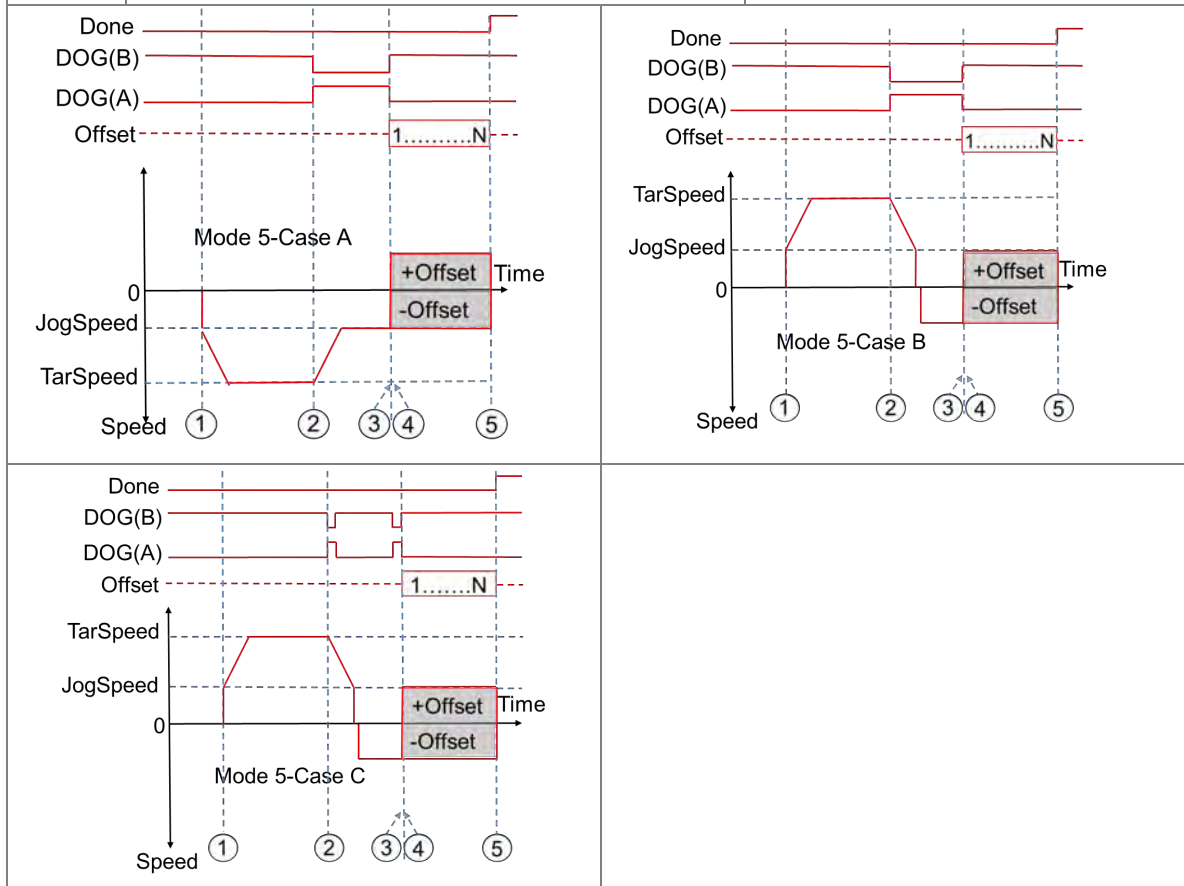 Done
DOG(B)
DOG(A)
Offset
1..........N
Mode 5-Case A
+Offset
Time
0
-Offset
JogSpeed
TarSpeed
Speed
1
2
3
4
5
Done
DOG(B)
DOG(A)
Offset
1..........N
TarSpeed
JogSpeed
+Offset
Time
0
-Offset
Mode 5-Case B
Speed
1
2
3
4
5
Done
DOG(B)
DOG(A)
Offset
1.......N
TarSpeed
JogSpeed
+Offset
Time
0
-Offset
Mode 5-Case C
Speed
1
2
3
4
5